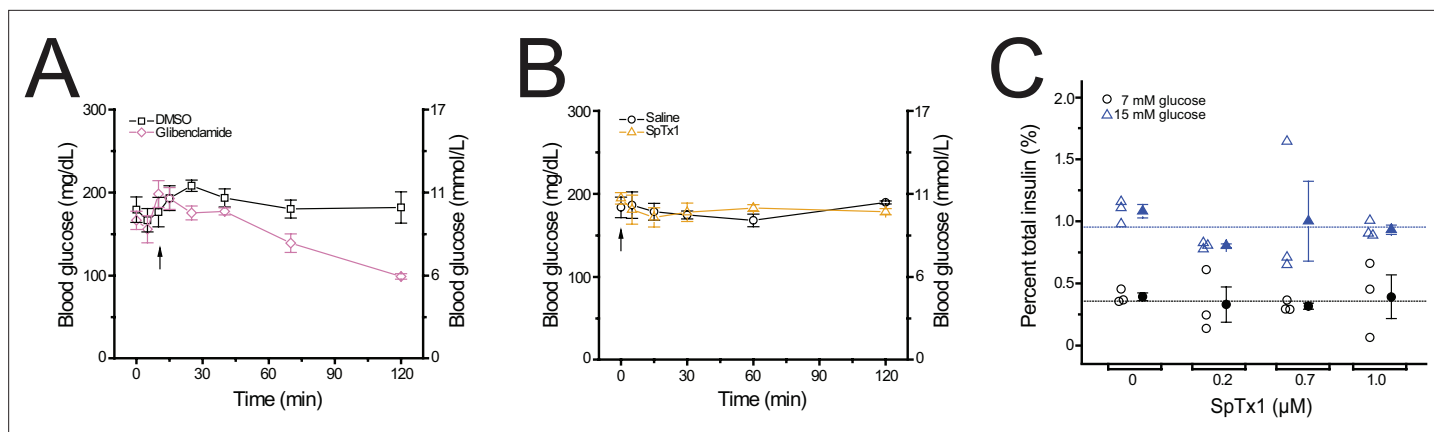 A
B
C
300
200
100
0
Blood glucose (mg/dL)
DMSO
Glibenclamide
17
11
6
0
Blood glucose (mmol/L)
0 30 60 90 120
Time (min)
300
200
100
0
Blood glucose (mg/dL)
Saline
SpTx1
17
11
6
0
Blood glucose (mmol/L)
0 30 60 90 120
Time (min)
2.0
1.5
1.0
0.5
0
Percent total insulin (%)
7 mM glucose
15 mM glucose
0 0.2 0.7 1.0
SpTx1 (µM)